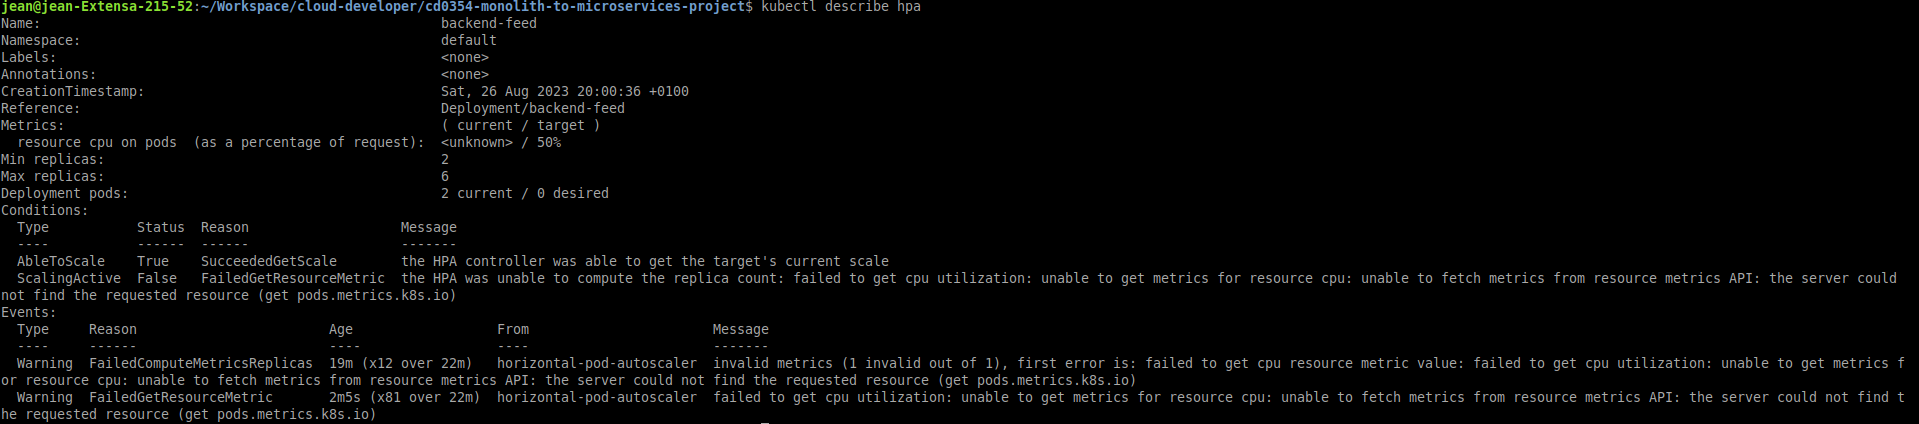 jean@jean-Extensa-215-52:~/Workspace/cloud-developer/cd0354-monolith-to-microservices-project$ kubectl describe hpa
Name:                                                  backend-feed
Namespace:                                             default
Labels:                                                <none>
Annotations:                                           <none>
CreationTimestamp:                                     Sat, 26 Aug 2023 20:00:36 +0100
Reference:                                             Deployment/backend-feed
Metrics:                                               ( current / target )
  resource cpu on pods  (as a percentage of request):  <unknown> / 50%
Min replicas:                                          2
Max replicas:                                          6
Deployment pods:                                       2 current / 0 desired
Conditions:
  Type           Status  Reason                   Message
  ----           ------  ------                   -------
  AbleToScale    True    SucceededGetScale        the HPA controller was able to get the target's current scale
  ScalingActive  False   FailedGetResourceMetric  the HPA was unable to compute the replica count: failed to get cpu utilization: unable to get metrics for resource cpu: unable to fetch metrics from resource metrics API: the server could
not find the requested resource (get pods.metrics.k8s.io)
Events:
  Type     Reason                        Age                  From                       Message
  ----     ------                        ----                 ----                       -------
  Warning  FailedComputeMetricsReplicas  19m (x12 over 22m)   horizontal-pod-autoscaler  invalid metrics (1 invalid out of 1), first error is: failed to get cpu resource metric value: failed to get cpu utilization: unable to get metrics f
or resource cpu: unable to fetch metrics from resource metrics API: the server could not find the requested resource (get pods.metrics.k8s.io)
  Warning  FailedGetResourceMetric       2m5s (x81 over 22m)  horizontal-pod-autoscaler  failed to get cpu utilization: unable to get metrics for resource cpu: unable to fetch metrics from resource metrics API: the server could not find t
he requested resource (get pods.metrics.k8s.io)